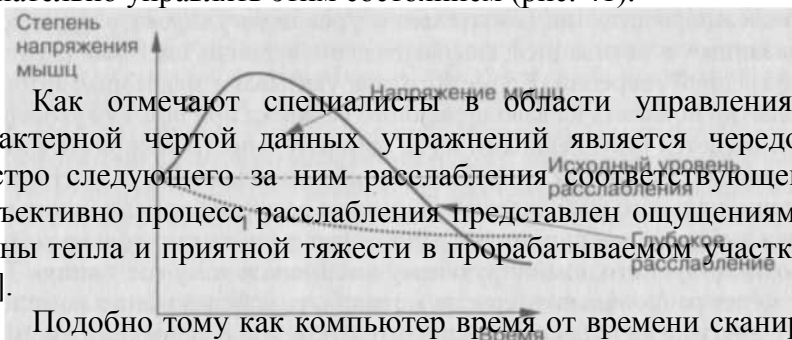 нательно управлять этим состоянием (рис. 41).
Степень
напряжения
мышц
Напряжение мышц
Как отмечают специалисты в области управления
актерной чертой данных упражнений является чередо
Исходный уровень
расслабления
стро следующего за ним расслабления соответствующе
ъективно процесс расслабления представлен ощущениям
1
Глубокое
расслабление
ны тепла и приятной тяжести в прорабатываемом участк
].
Подобно тому как компьютер время от времени сканир
Время